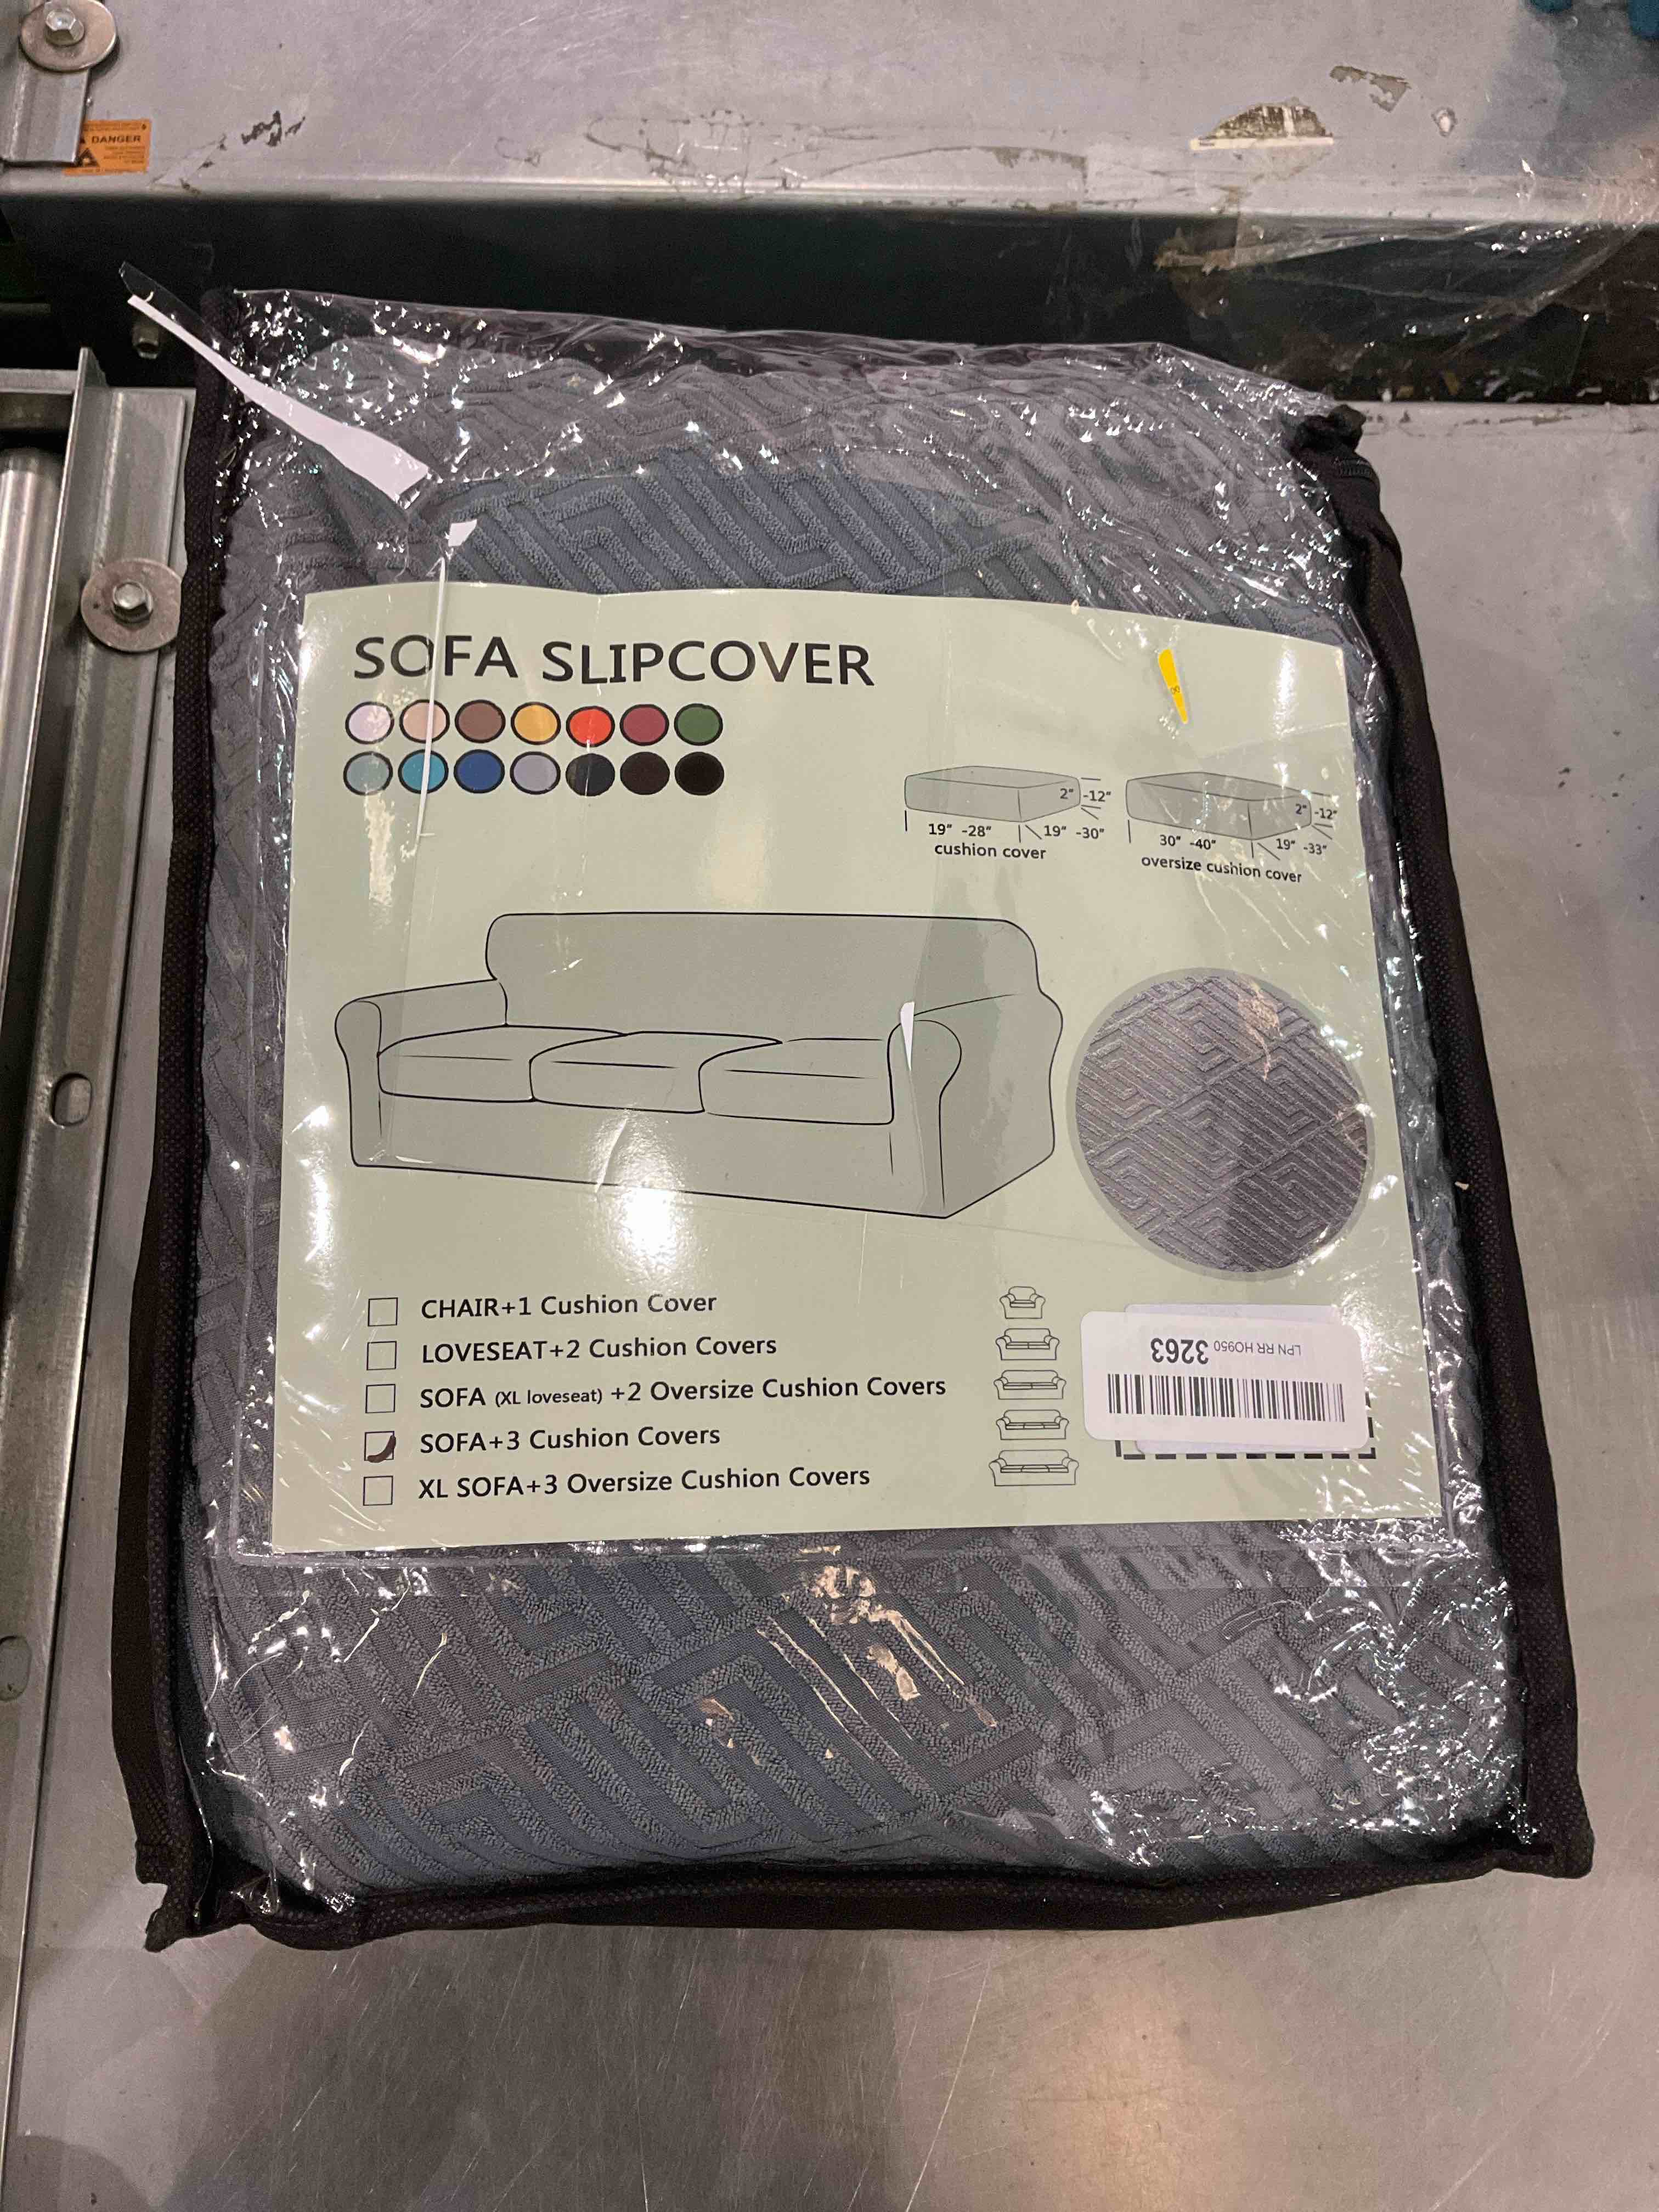 DANGER
SOFA SLIPCOVER
2" -12"
19" -28"
19" -30"
cushion cover
2" -12"
30" -40"
19" -33"
oversize cushion cover
CHAIR+1 Cushion Cover
LOVESEAT+2 Cushion Covers
SOFA (XL loveseat) +2 Oversize Cushion Covers
SOFA+3 Cushion Covers
XL SOFA+3 Oversize Cushion Covers
LPN RR HO950 3263